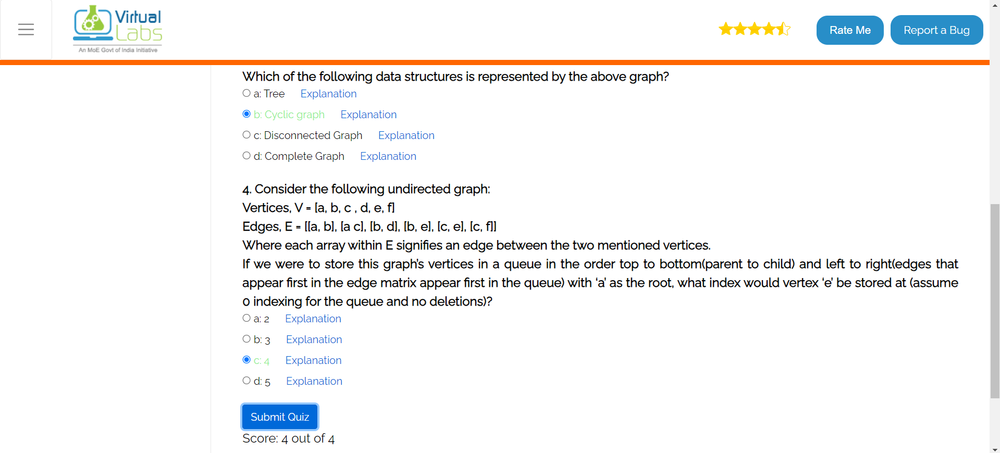 Virtual
Labs
An MoE Govt of India Initiative
Rate Me
Report a Bug
Which of the following data structures is represented by the above graph?
a: Tree Explanation
b: Cyclic graph Explanation
c: Disconnected Graph Explanation
d: Complete Graph Explanation
4. Consider the following undirected graph:
Vertices, V = [a, b, c , d, e, f]
Edges, E = [[a, b], [a c], [b, d], [b, e], [c, e], [c, f]]
Where each array within E signifies an edge between the two mentioned vertices.
If we were to store this graph's vertices in a queue in the order top to bottom(parent to child) and left to right(edges that
appear first in the edge matrix appear first in the queue) with ‘a’ as the root, what index would vertex ‘e’ be stored at (assume
0 indexing for the queue and no deletions)?
a: 2 Explanation
b: 3 Explanation
c: 4 Explanation
d: 5 Explanation
Submit Quiz
Score: 4 out of 4